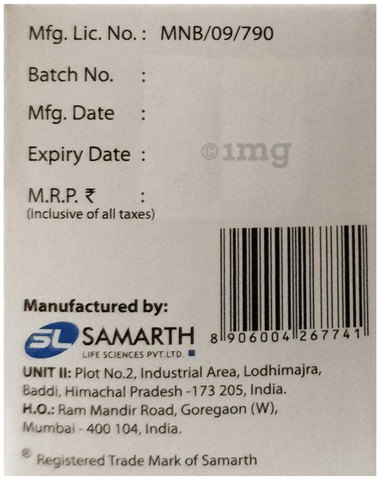 Mfg. Lic. No. : MNB/09/790
Batch No. :
Mfg. Date :
Expiry Date :
©1mg
M.R.P. ₹ :
(Inclusive of all taxes)
Manufactured by:
SL SAMARTH
LIFE SCIENCES PVT.LTD.
8 906004 267741
UNIT II: Plot No.2, Industrial Area, Lodhimajra,
Baddi, Himachal Pradesh -173 205, India.
H.O.: Ram Mandir Road, Goregaon (W),
Mumbai - 400 104, India.
® Registered Trade Mark of Samarth